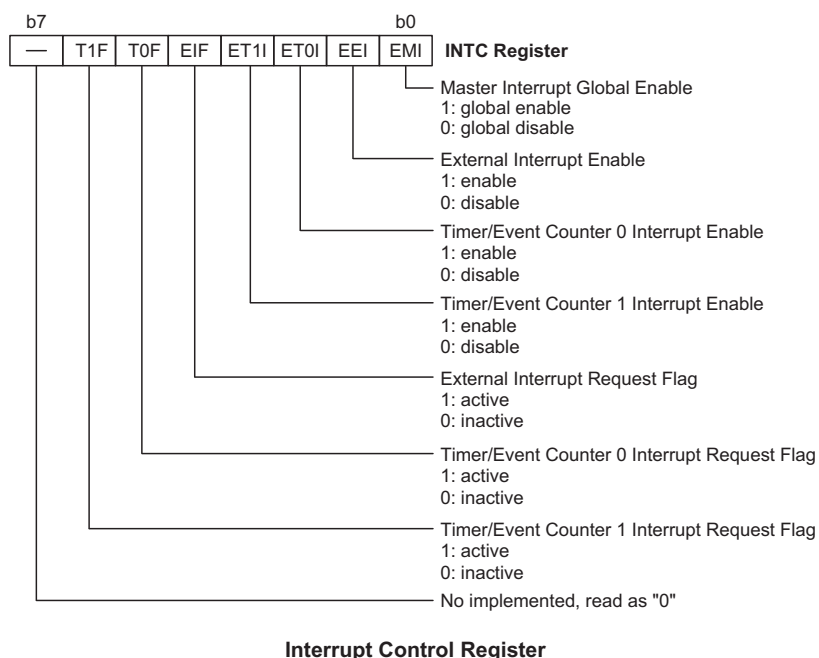 b7 b0
— T1F T0F EIF ET1I ET0I EEI EMI INTC Register
Master Interrupt Global Enable
1: global enable
0: global disable
External Interrupt Enable
1: enable
0: disable
Timer/Event Counter 0 Interrupt Enable
1: enable
0: disable
Timer/Event Counter 1 Interrupt Enable
1: enable
0: disable
External Interrupt Request Flag
1: active
0: inactive
Timer/Event Counter 0 Interrupt Request Flag
1: active
0: inactive
Timer/Event Counter 1 Interrupt Request Flag
1: active
0: inactive
No implemented, read as "0"
Interrupt Control Register